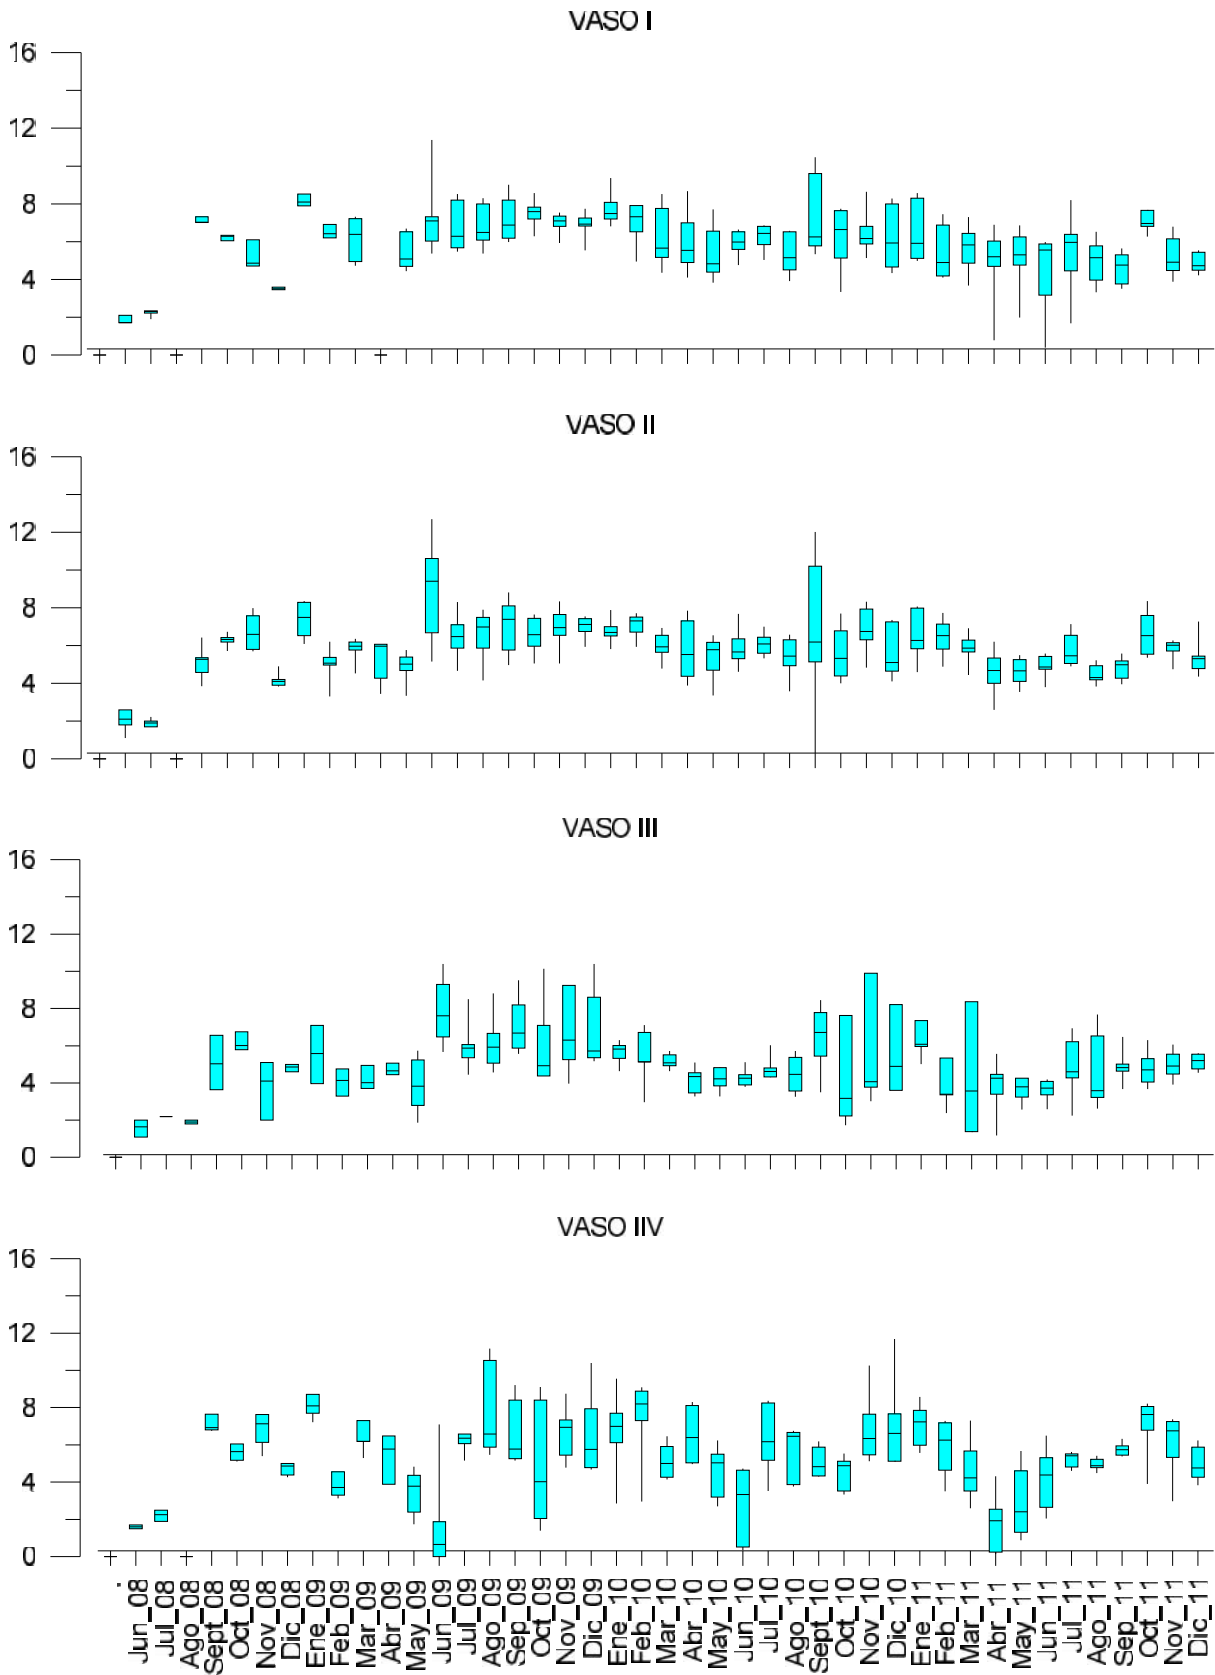 VASO I
16
12
8
4
0
VASO II
16
12
8
4
0
VASO III
16
12
8
4
0
VASO IIV
16
12
8
4
0
.
Jun_08
Jul_08
Ago_08
Sept_08
Oct_08
Nov_08
Dic_08
Ene_09
Feb_09
Mar_09
Abr_09
May_09
Jun_09
Jul_09
Ago_09
Sep_09
Oct_09
Nov_09
Dic_09
Ene_10
Feb_10
Mar_10
Abr_10
May_10
Jun_10
Jul_10
Ago_10
Sept_10
Oct_10
Nov_10
Dic_10
Ene_11
Feb_11
Mar_11
Abr_11
May_11
Jun_11
Jul_11
Ago_11
Sep_11
Oct_11
Nov_11
Dic_11